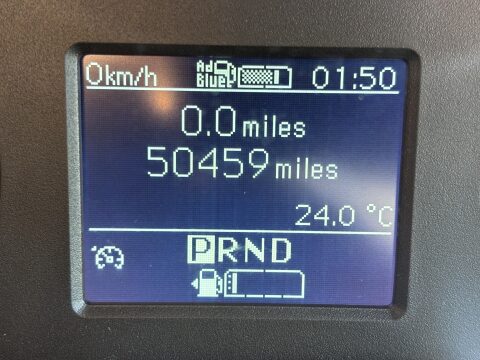 0km/h Ad Blue 01:50
0.0 miles
50459 miles
24.0 °C
PRND